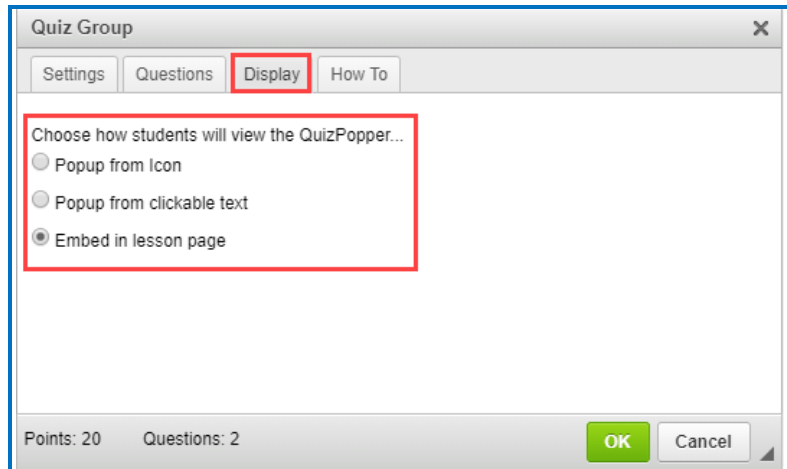 Quiz Group
Settings Questions Display How To
Choose how students will view the QuizPopper...
Popup from Icon
Popup from clickable text
Embed in lesson page
Points: 20 Questions: 2 OK Cancel